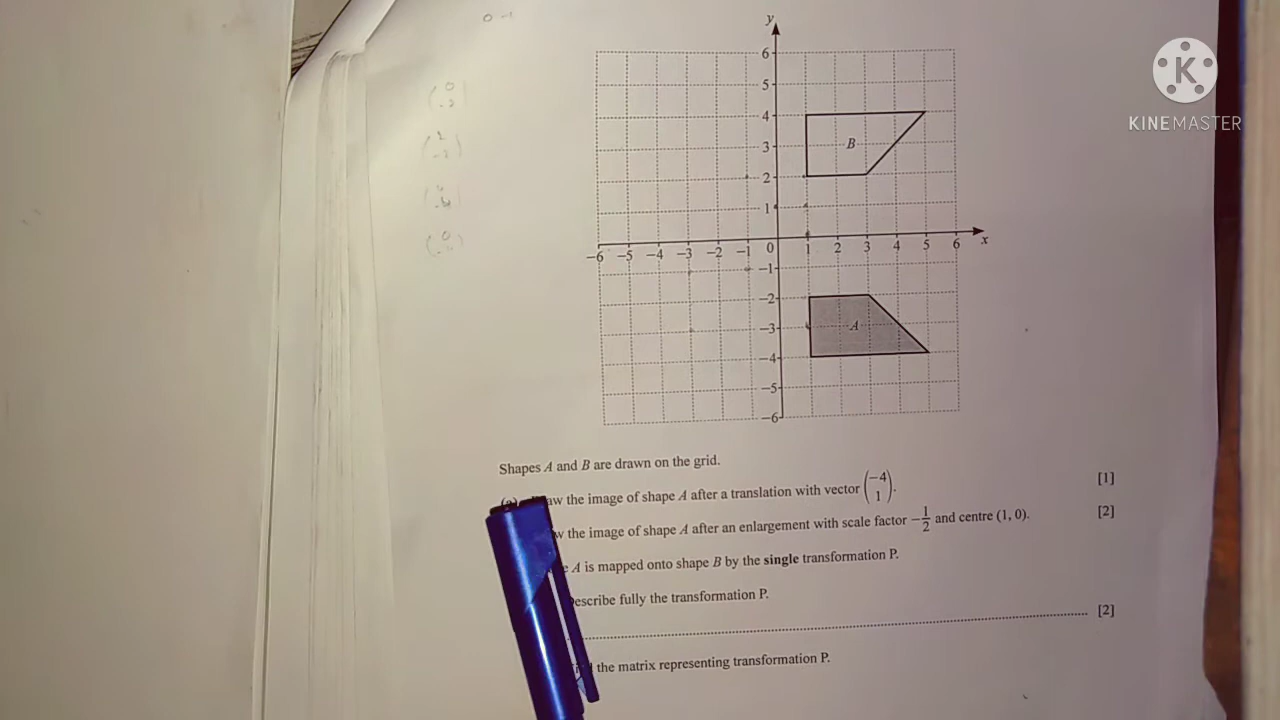 0 -1
y
6
5
4
3
2
1
B
-6 -5 -4 -3 -2 -1 0 1 2 3 4 5 6 x
-1
-2
-3
-4
-5
-6
A
KINEMASTER
Shapes A and B are drawn on the grid.
(a) aw the image of shape A after a translation with vector (-4 1). [1]
w the image of shape A after an enlargement with scale factor -1/2 and centre (1, 0). [2]
e A is mapped onto shape B by the single transformation P.
escribe fully the transformation P.
[2]
the matrix representing transformation P.